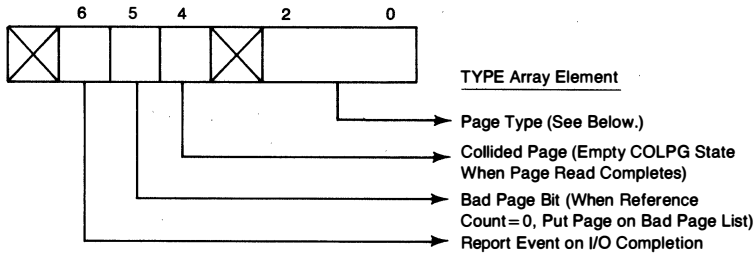 6 5 4 2 0
TYPE Array Element
Page Type (See Below.)
Collided Page (Empty COLPG State
When Page Read Completes)
Bad Page Bit (When Reference
Count=0, Put Page on Bad Page List)
Report Event on I/O Completion